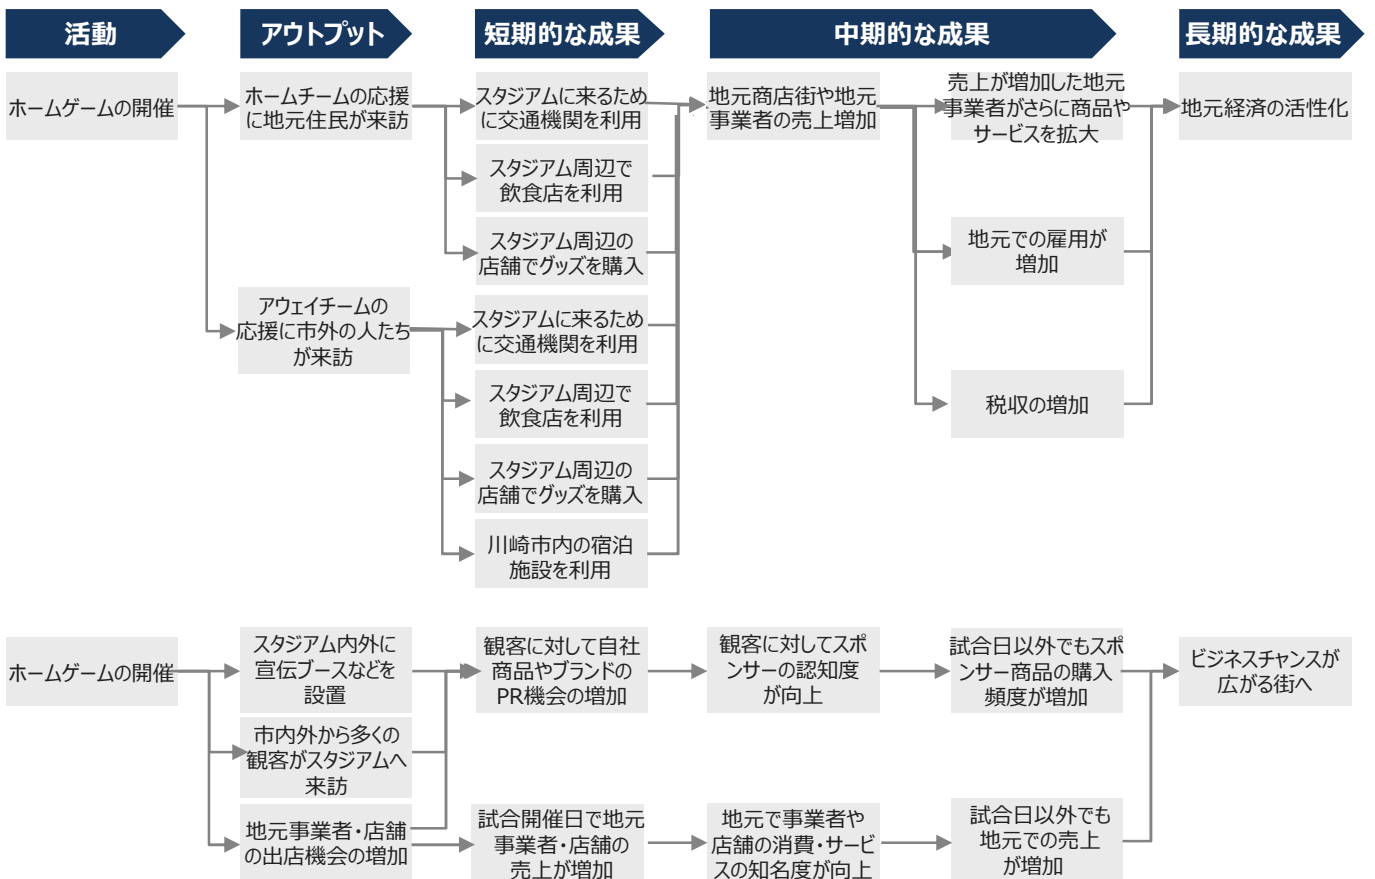 活動
アウトプット
短期的な成果
中期的な成果
長期的な成果
ホームゲームの開催
ホームチームの応援
に地元住民が来訪
アウェイチームの
応援に市外の人たち
が来訪
スタジアムに来るため
に交通機関を利用
スタジアム周辺で
飲食店を利用
スタジアム周辺の
店舗でグッズを購入
スタジアムに来るため
に交通機関を利用
スタジアム周辺で
飲食店を利用
スタジアム周辺の
店舗でグッズを購入
川崎市内の宿泊
施設を利用
地元商店街や地元
事業者の売上増加
売上が増加した地元
事業者がさらに商品や
サービスを拡大
地元での雇用が
増加
税収の増加
地元経済の活性化
ホームゲームの開催
スタジアム内外に
宣伝ブースなどを
設置
市内外から多くの
観客がスタジアムへ
来訪
地元事業者・店舗
の出店機会の増加
観客に対して自社
商品やブランドの
PR機会の増加
試合開催日で地元
事業者・店舗の
売上が増加
観客に対してスポ
ンサーの認知度
が向上
地元で事業者や
店舗の消費・サービ
スの知名度が向上
試合日以外でもスポ
ンサー商品の購入
頻度が増加
試合日以外でも
地元での売上
が増加
ビジネスチャンスが
広がる街へ